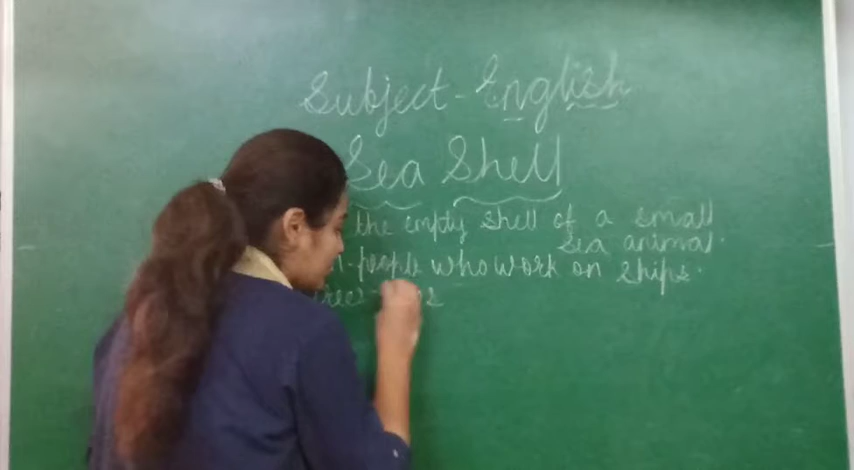 Subject - English
Sea Shell
the empty shell of a small
sea animal.
- people who work on ships.